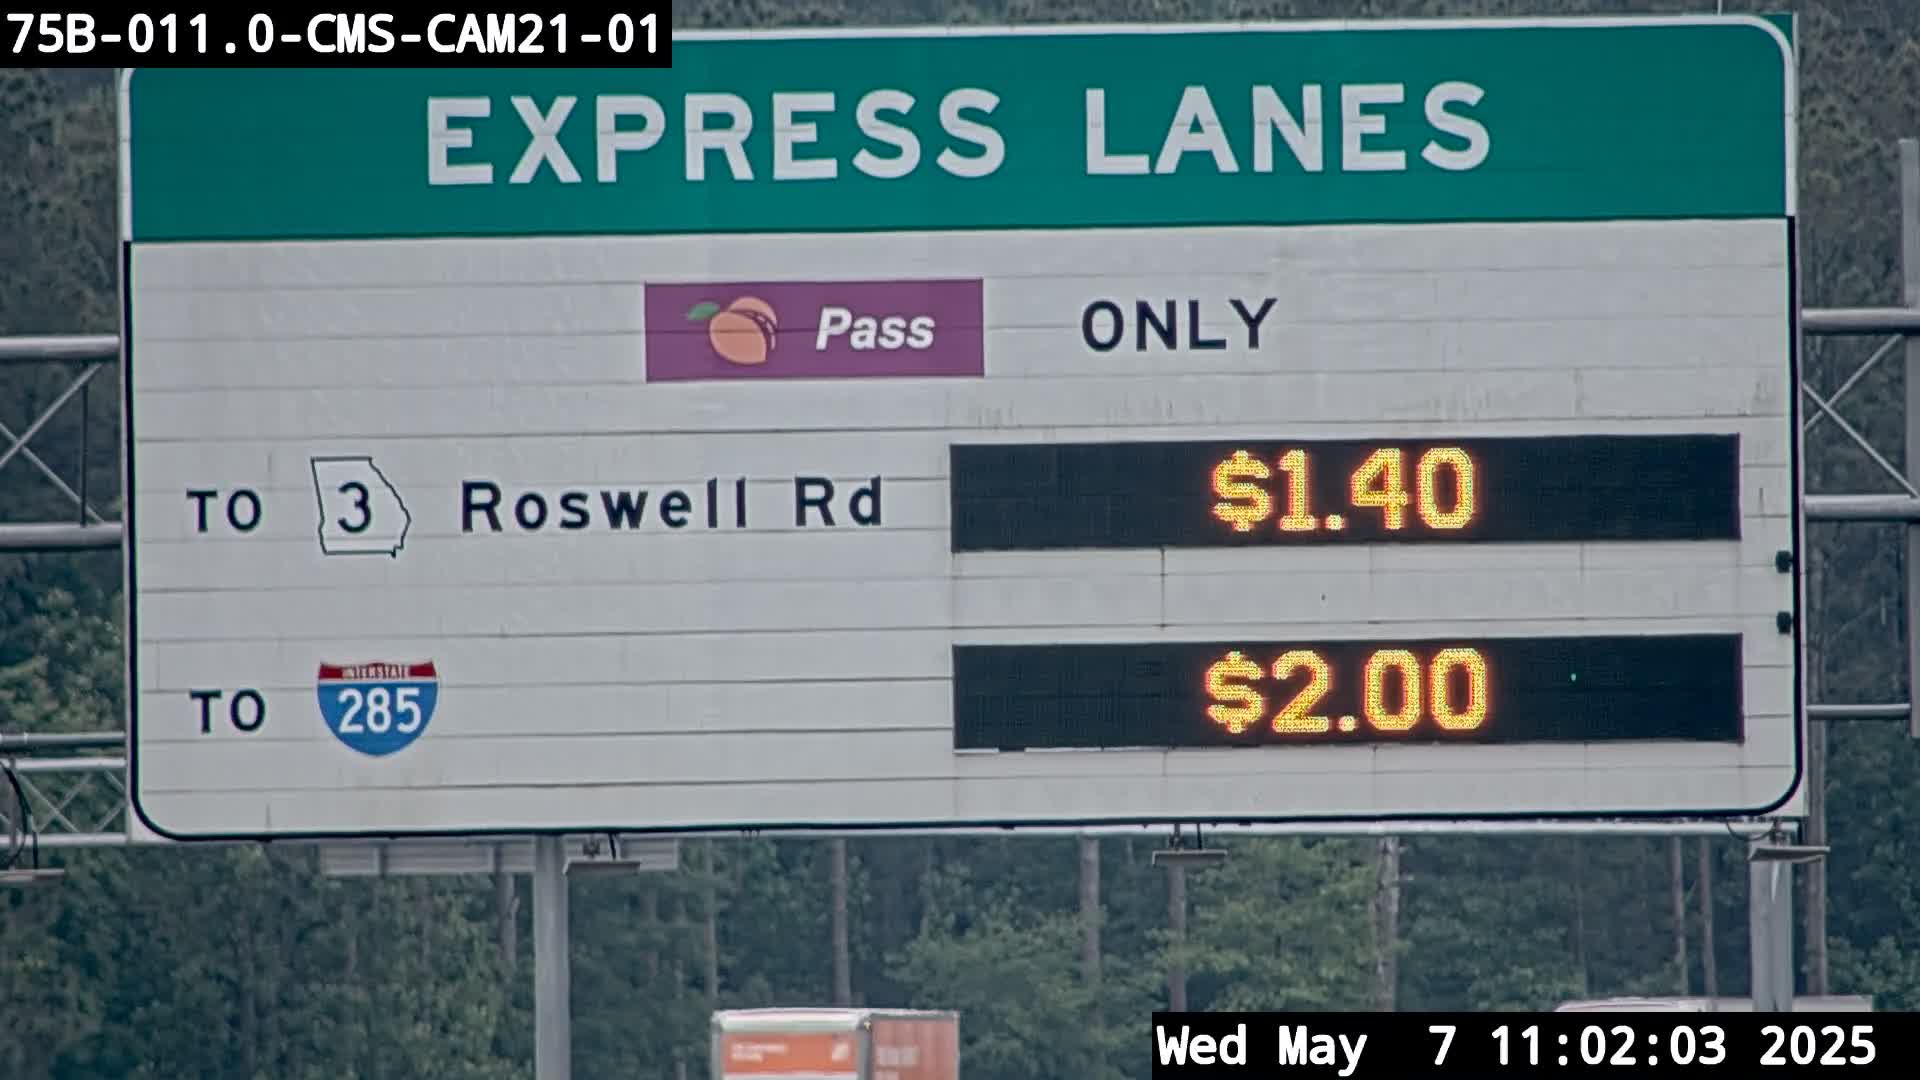 75B-011.0-CMS-CAM21-01
EXPRESS LANES
Pass ONLY
TO 3 Roswell Rd $1.40
INTERSTATE
TO 285 $2.00
Wed May 7 11:02:03 2025